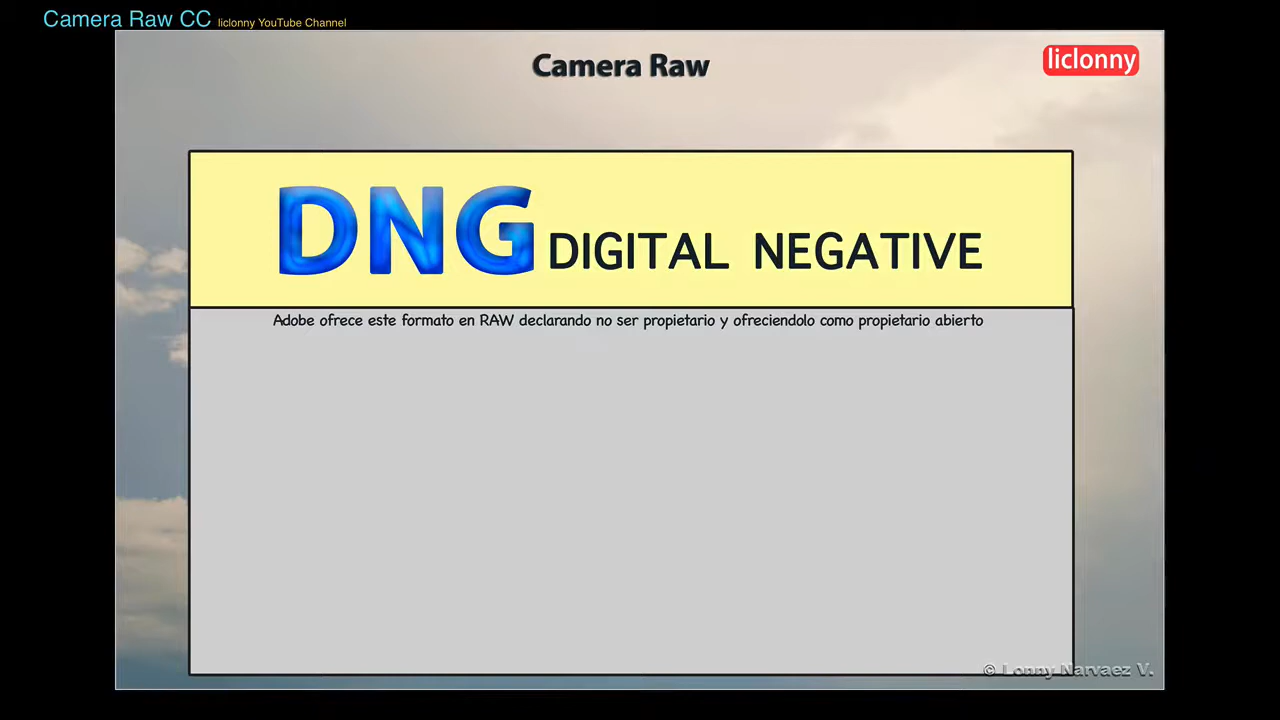 Camera Raw CC liclonny YouTube Channel
Camera Raw
liclonny
DNG DIGITAL NEGATIVE
Adobe ofrece este formato en RAW declarando no ser propietario y ofreciendolo como propietario abierto
© Lonny Narvaez V.